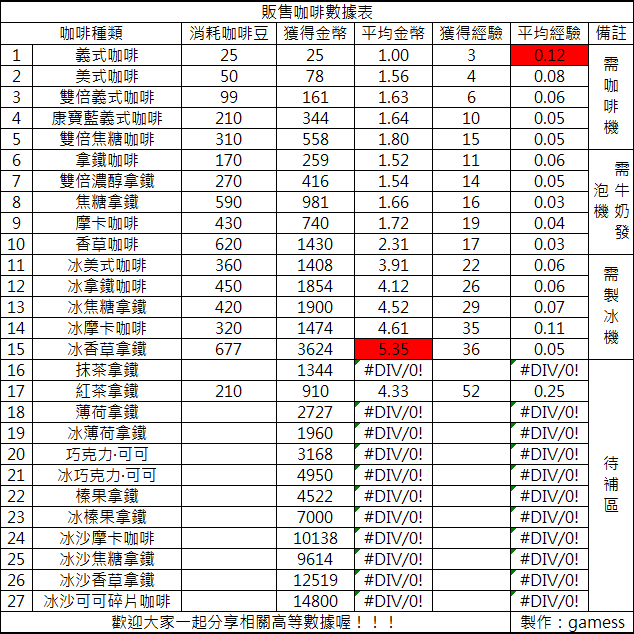 販售咖啡數據表
咖啡種類 消耗咖啡豆 獲得金幣 平均金幣 獲得經驗 平均經驗 備註
1 義式咖啡 25 25 1.00 3 0.12
2 美式咖啡 50 78 1.56 4 0.08
3 雙倍義式咖啡 99 161 1.63 6 0.06
4 康寶藍義式咖啡 210 344 1.64 10 0.05
5 雙倍焦糖咖啡 310 558 1.80 15 0.05
需咖啡機
6 拿鐵咖啡 170 259 1.52 11 0.06
7 雙倍濃醇拿鐵 270 416 1.54 14 0.05
8 焦糖拿鐵 590 981 1.66 16 0.03
9 摩卡咖啡 430 740 1.72 19 0.04
10 香草咖啡 620 1430 2.31 17 0.03
需牛奶發泡機
11 冰美式咖啡 360 1408 3.91 22 0.06
12 冰拿鐵咖啡 450 1854 4.12 26 0.06
13 冰焦糖拿鐵 420 1900 4.52 29 0.07
14 冰摩卡咖啡 320 1474 4.61 35 0.11
15 冰香草拿鐵 677 3624 5.35 36 0.05
需製冰機
16 抹茶拿鐵 1344 #DIV/0! #DIV/0!
17 紅茶拿鐵 210 910 4.33 52 0.25
18 薄荷拿鐵 2727 #DIV/0! #DIV/0!
19 冰薄荷拿鐵 1960 #DIV/0! #DIV/0!
20 巧克力·可可 3168 #DIV/0! #DIV/0!
21 冰巧克力·可可 4950 #DIV/0! #DIV/0!
22 榛果拿鐵 4522 #DIV/0! #DIV/0!
23 冰榛果拿鐵 7000 #DIV/0! #DIV/0!
24 冰沙摩卡咖啡 10138 #DIV/0! #DIV/0!
25 冰沙焦糖拿鐵 9614 #DIV/0! #DIV/0!
26 冰沙香草拿鐵 12519 #DIV/0! #DIV/0!
27 冰沙可可碎片咖啡 14800 #DIV/0! #DIV/0!
待補區
歡迎大家一起分享相關高等數據喔！！！ 製作：gamess